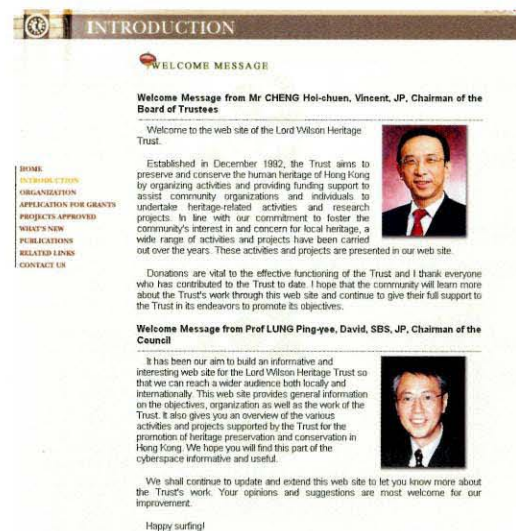 INTRODUCTION
WELCOME MESSAGE
Welcome Message from Mr CHENG Hoi-chuen, Vincent, JP, Chairman of the
Board of Trustees
Welcome to the web site of the Lord Wilson Heritage
Trust.
Established in December 1992, the Trust aims to
preserve and conserve the human heritage of Hong Kong
by organizing activities and providing funding support to
assist community organizations and individuals to
undertake heritage-related activities and research
projects. In line with our commitment to foster the
community's interest in and concern for local heritage, a
wide range of activities and projects have been carried
out over the years. These activities and projects are presented in our web site.
Donations are vital to the effective functioning of the Trust and I thank everyone
who has contributed to the Trust to date. I hope that the community will learn more
about the Trust's work through this web site and continue to give their full support to
the Trust in its endeavors to promote its objectives.
HOME
INTRODUCTION
ORGANIZATION
APPLICATION FOR GRANTS
PROJECTS APPROVED
WHAT'S NEW
PUBLICATIONS
RELATED LINKS
CONTACT US
Welcome Message from Prof LUNG Ping-yee, David, SBS, JP, Chairman of the
Council
It has been our aim to build an informative and
interesting web site for the Lord Wilson Heritage Trust so
that we can reach a wider audience both locally and
internationally. This web site provides general information
on the objectives, organization as well as the work of the
Trust. It also gives you an overview of the various
activities and projects supported by the Trust for the
promotion of heritage preservation and conservation in
Hong Kong. We hope you will find this part of the
cyberspace informative and useful.
We shall continue to update and extend this web site to let you know more about
the Trust's work. Your opinions and suggestions are most welcome for our
improvement.
Happy surfing!